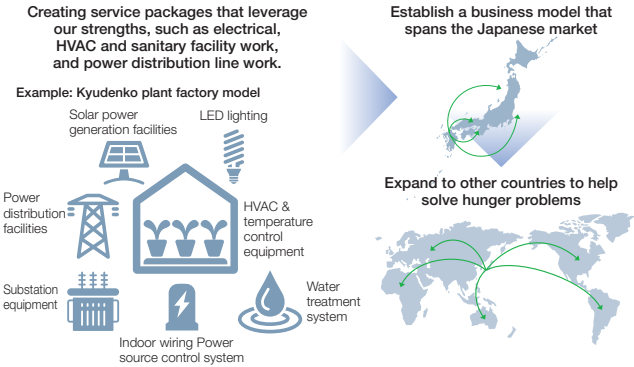 Creating service packages that leverage
our strengths, such as electrical,
HVAC and sanitary facility work,
and power distribution line work.
Example: Kyudenko plant factory model
Solar power
generation facilities
LED lighting
Power
distribution
facilities
HVAC &
temperature
control
equipment
Substation
equipment
Indoor wiring Power
source control system
Water
treatment
system
Establish a business model that
spans the Japanese market
Expand to other countries to help
solve hunger problems